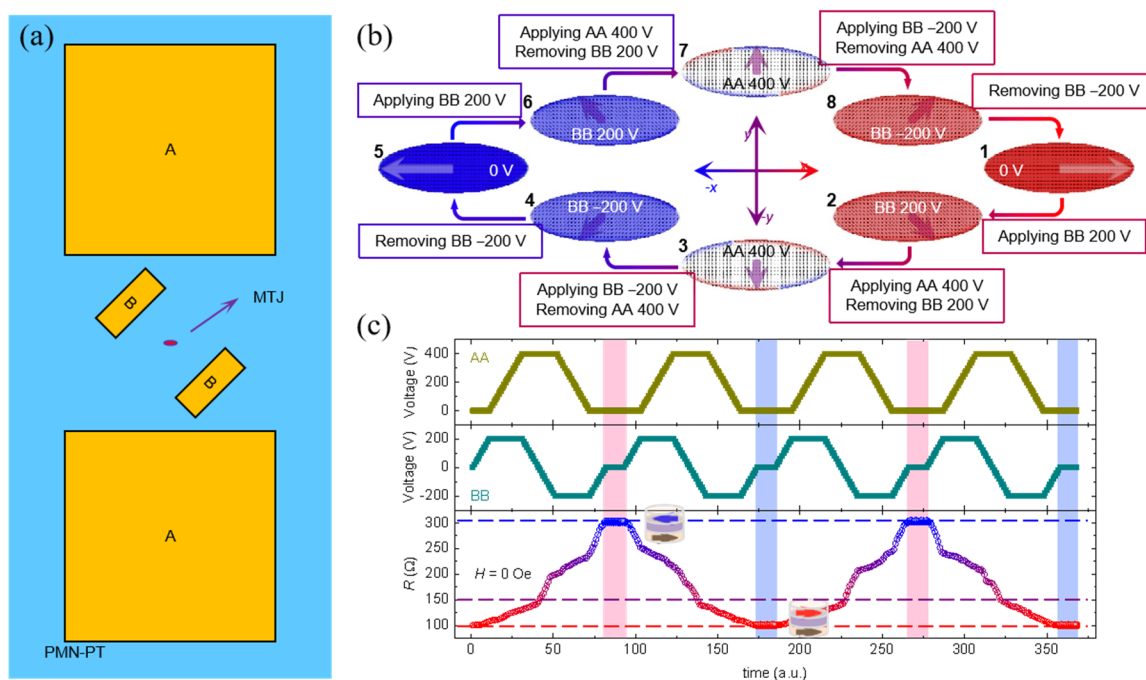 (a)
A
B
MTJ
B
A
PMN-PT
(b)
Applying AA 400 V
Removing BB 200 V
7
AA 400 V
Applying BB –200 V
Removing AA 400 V
Applying BB 200 V
6
BB 200 V
8
BB –200 V
Removing BB –200 V
5
0 V
y
-x
-y
1
0 V
4
BB –200 V
2
BB 200 V
Removing BB –200 V
3
AA 400 V
Applying BB 200 V
Applying BB –200 V
Removing AA 400 V
Applying AA 400 V
Removing BB 200 V
(c)
Voltage (V)
400
200
0
AA
Voltage (V)
200
0
-200
BB
R (Ω)
300
250
200
150
100
H = 0 Oe
0 50 100 150 200 250 300 350
time (a.u.)